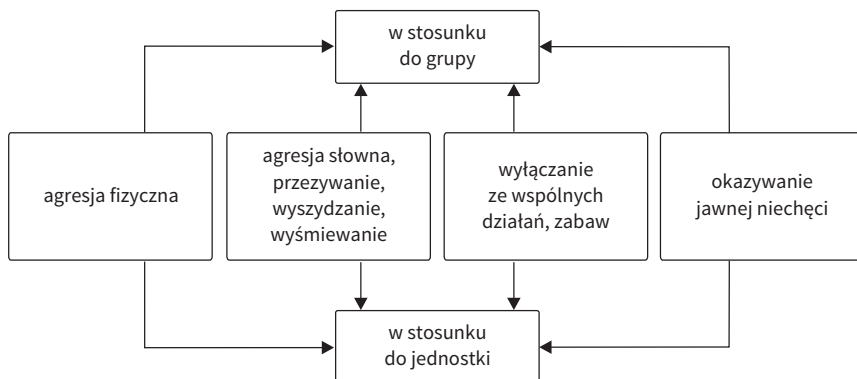 w stosunku
do grupy
agresja fizyczna
agresja słowna,
przezywanie,
wyszydzanie,
wyśmiewanie
wyłączanie
ze wspólnych
działań, zabaw
okazywanie
jawnej niechęci
w stosunku
do jednostki